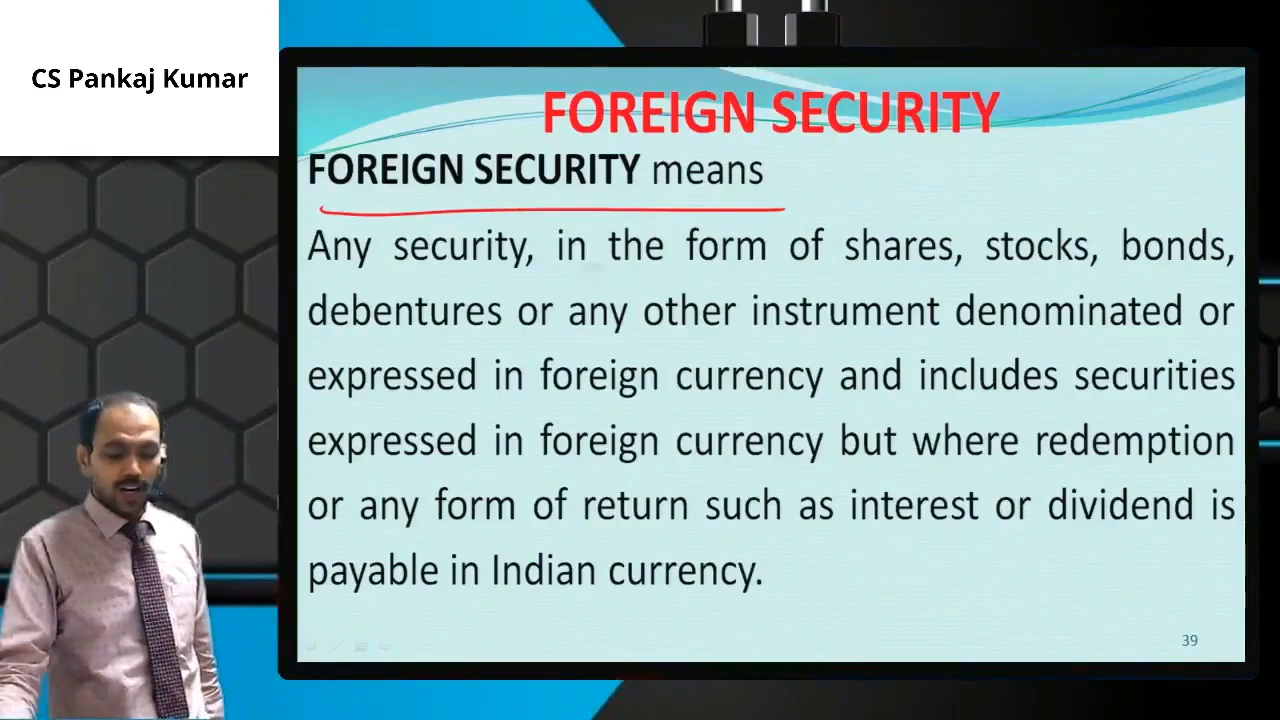 CS Pankaj Kumar
FOREIGN SECURITY
FOREIGN SECURITY means
Any security, in the form of shares, stocks, bonds,
debentures or any other instrument denominated or
expressed in foreign currency and includes securities
expressed in foreign currency but where redemption
or any form of return such as interest or dividend is
payable in Indian currency.
39